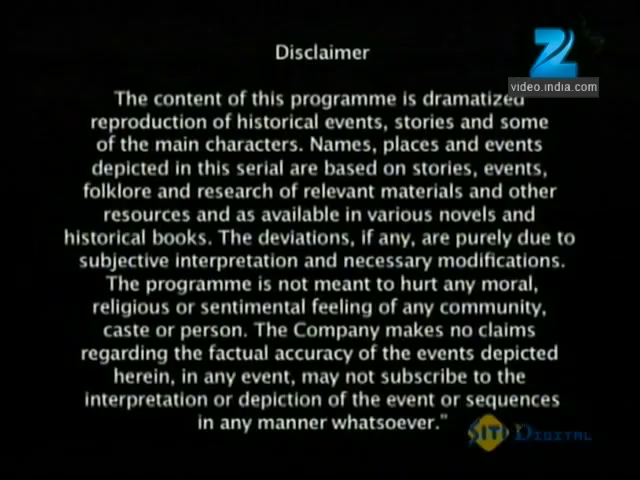 Disclaimer
video.india.com
The content of this programme is dramatized
reproduction of historical events, stories and some
of the main characters. Names, places and events
depicted in this serial are based on stories, events,
folklore and research of relevant materials and other
resources and as available in various novels and
historical books. The deviations, if any, are purely due to
subjective interpretation and necessary modifications.
The programme is not meant to hurt any moral,
religious or sentimental feeling of any community,
caste or person. The Company makes no claims
regarding the factual accuracy of the events depicted
herein, in any event, may not subscribe to the
interpretation or depiction of the event or sequences
in any manner whatsoever."
SITI DIGITAL